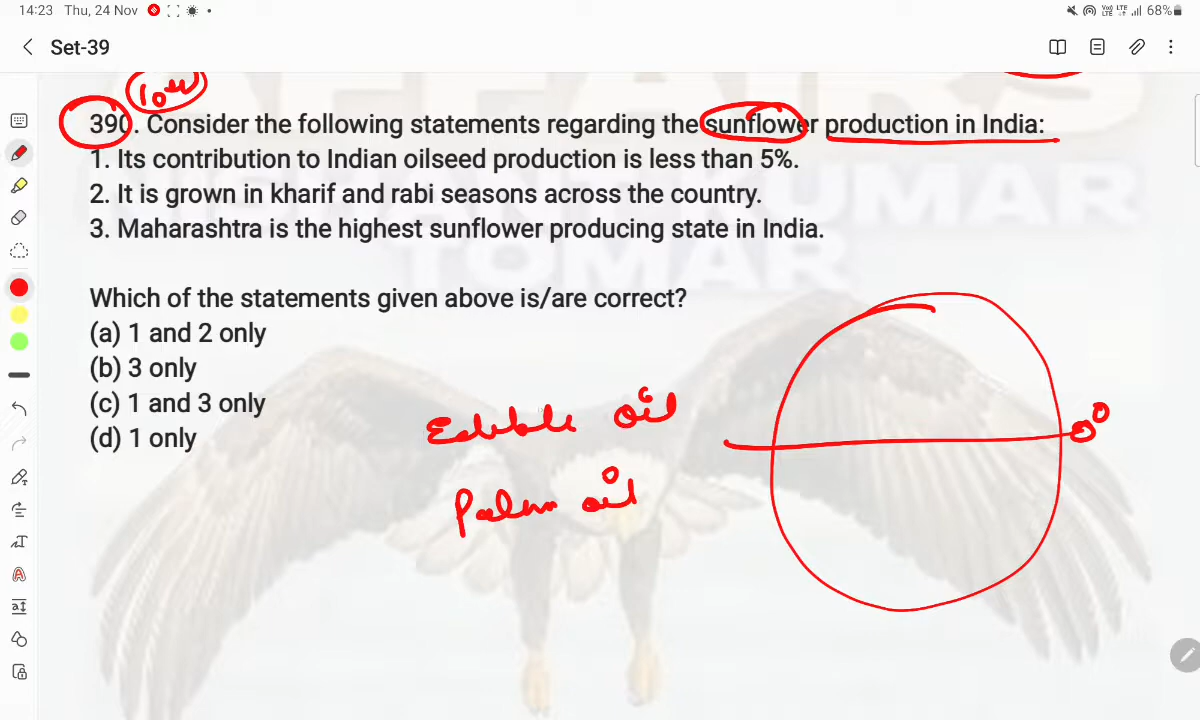 14:23 Thu, 24 Nov
68%
Set-39
AFFAIRS
10th
390. Consider the following statements regarding the sunflower production in India:
1. Its contribution to Indian oilseed production is less than 5%.
2. It is grown in kharif and rabi seasons across the country.
3. Maharashtra is the highest sunflower producing state in India.
KUMAR
TOMAR
Which of the statements given above is/are correct?
(a) 1 and 2 only
(b) 3 only
(c) 1 and 3 only
(d) 1 only
Edible oil
Palm oil
0°